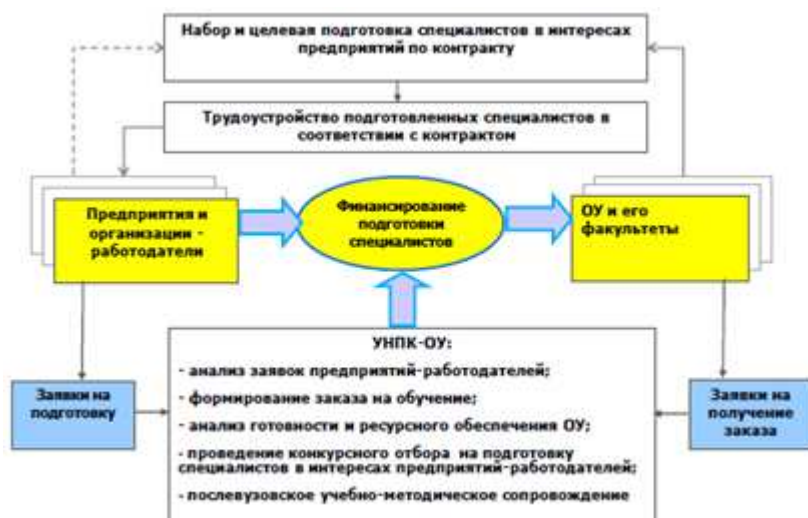 Набор и целевая подготовка специалистов в интересах
предприятий по контракту
Трудоустройство подготовленных специалистов в
соответствии с контрактом
Предприятия и
организации -
работодатели
Финансирование
подготовки
специалистов
ОУ и его
факультеты
Заявки на
подготовку
УНПК-ОУ:
- анализ заявок предприятий-работодателей;
- формирование заказа на обучение;
- анализ готовности и ресурсного обеспечения ОУ;
- проведение конкурсного отбора на подготовку
специалистов в интересах предприятий-работодателей;
- послевузовское учебно-методическое сопровождение
Заявки на
получение
заказа